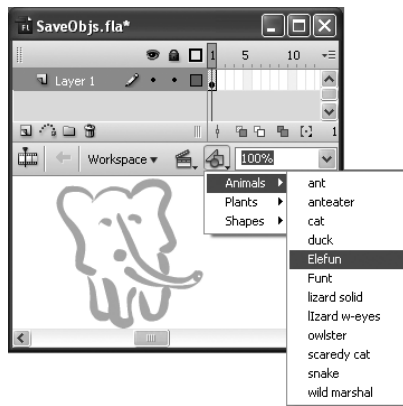 FL SaveObjs.fla*
1 5 10
Layer 1
1
Workspace 100%
Animals
Plants
Shapes
ant
anteater
cat
duck
Elefun
Funt
lizard solid
lIzard w-eyes
owlster
scaredy cat
snake
wild marshal